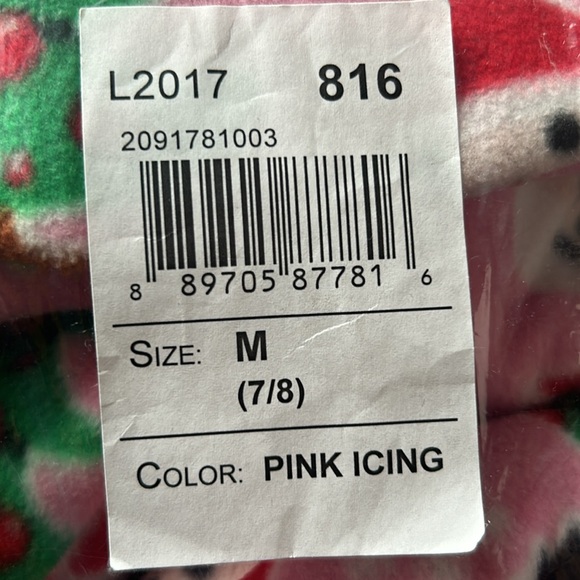 L2017 816
2091781003
8 89705 87781 6
SIZE: M
(7/8)
COLOR: PINK ICING